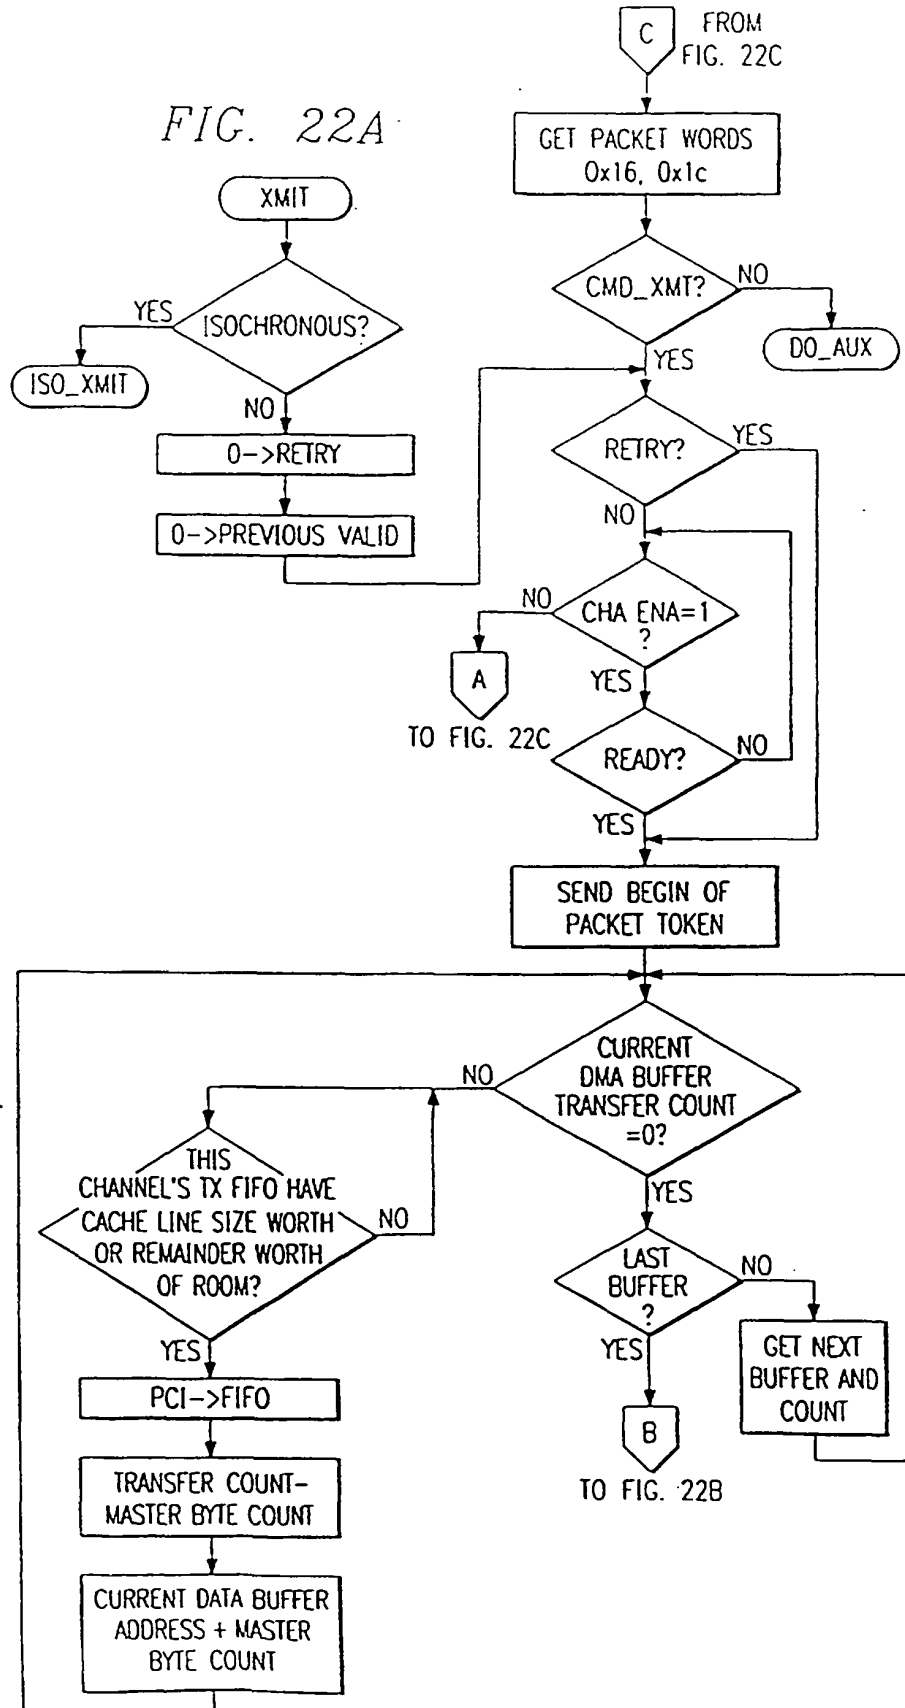 C
FROM
FIG. 22C
FIG. 22A
GET PACKET WORDS
0x16, 0x1c
XMIT
CMD_XMT?
NO
DO_AUX
YES
YES
ISOCHRONOUS?
ISO_XMIT
NO
0->RETRY
0->PREVIOUS VALID
RETRY?
YES
NO
CHA ENA=1
?
NO
A
TO FIG. 22C
YES
READY?
NO
YES
SEND BEGIN OF
PACKET TOKEN
CURRENT
DMA BUFFER
TRANSFER COUNT
=0?
NO
YES
THIS
CHANNEL'S TX FIFO HAVE
CACHE LINE SIZE WORTH
OR REMAINDER WORTH
OF ROOM?
NO
YES
LAST
BUFFER
?
NO
YES
GET NEXT
BUFFER AND
COUNT
B
TO FIG. 22B
PCI->FIFO
TRANSFER COUNT-
MASTER BYTE COUNT
CURRENT DATA BUFFER
ADDRESS + MASTER
BYTE COUNT